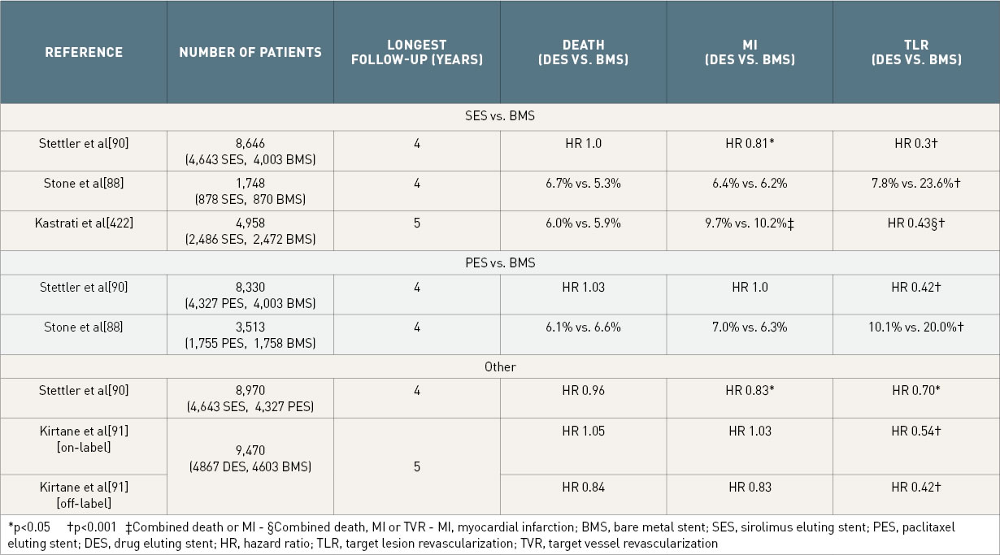 REFERENCE
NUMBER OF PATIENTS
LONGEST
FOLLOW-UP (YEARS)
DEATH
(DES VS. BMS)
MI
(DES VS. BMS)
TLR
(DES VS. BMS)
SES vs. BMS
Stettler et al[90]
8,646
(4,643 SES, 4,003 BMS)
4
HR 1.0
HR 0.81*
HR 0.3†
Stone et al[88]
1,748
(878 SES, 870 BMS)
4
6.7% vs. 5.3%
6.4% vs. 6.2%
7.8% vs. 23.6%†
Kastrati et al[422]
4,958
(2,486 SES, 2,472 BMS)
5
6.0% vs. 5.9%
9.7% vs. 10.2%‡
HR 0.43§†
PES vs. BMS
Stettler et al[90]
8,330
(4,327 PES, 4,003 BMS)
4
HR 1.03
HR 1.0
HR 0.42†
Stone et al[88]
3,513
(1,755 PES, 1,758 BMS)
4
6.1% vs. 6.6%
7.0% vs. 6.3%
10.1% vs. 20.0%†
Other
Stettler et al[90]
8,970
(4,643 SES, 4,327 PES)
4
HR 0.96
HR 0.83*
HR 0.70*
Kirtane et al[91]
[on-label]
9,470
(4867 DES, 4603 BMS)
5
HR 1.05
HR 1.03
HR 0.54†
Kirtane et al[91]
[off-label]
HR 0.84
HR 0.83
HR 0.42†
*p<0.05 †p<0.001 ‡Combined death or MI - §Combined death, MI or TVR - MI, myocardial infarction; BMS, bare metal stent; SES, sirolimus eluting stent; PES, paclitaxel
eluting stent; DES, drug eluting stent; HR, hazard ratio; TLR, target lesion revascularization; TVR, target vessel revascularization